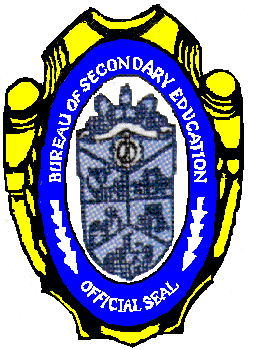 BUREAU OF SECONDARY EDUCATION
OFFICIAL SEAL